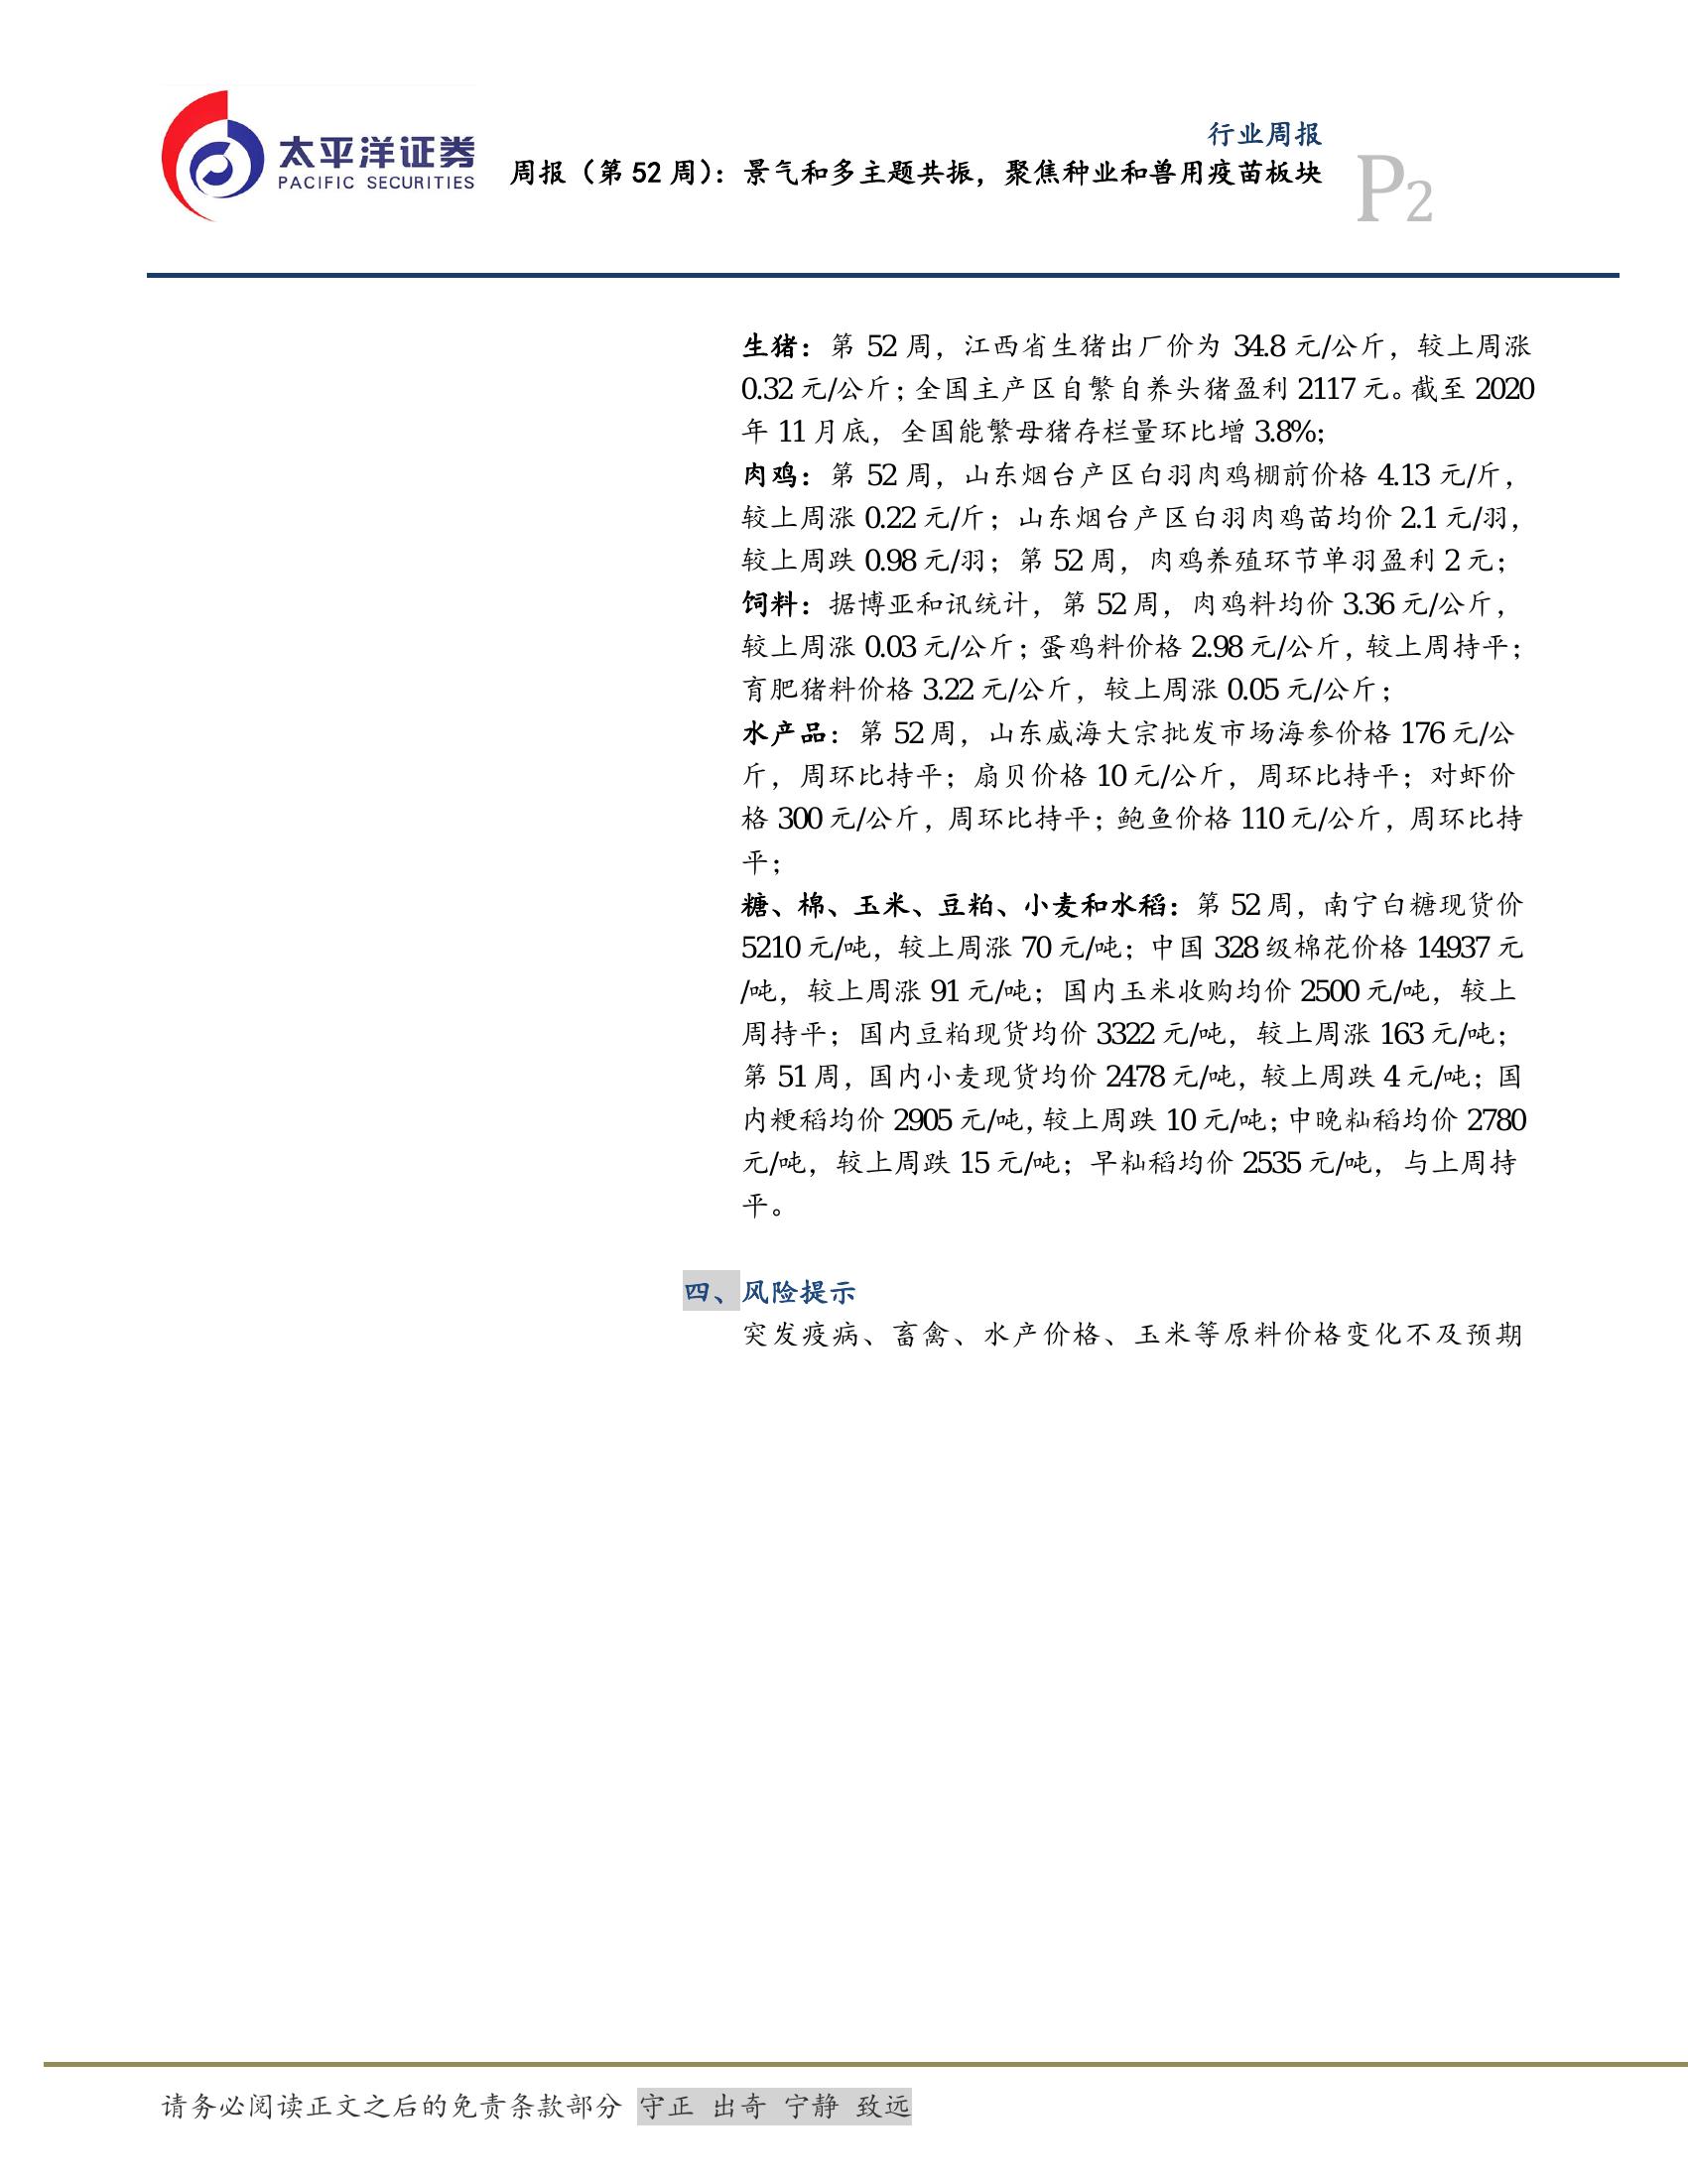 太平洋证券
PACIFIC SECURITIES
行业周报
周报（第 52 周）：景气和多主题共振，聚焦种业和兽用疫苗板块
P2
生猪：第 52 周，江西省生猪出厂价为 34.8 元/公斤，较上周涨
0.32 元/公斤；全国主产区自繁自养头猪盈利 2117 元。截至 2020
年 11 月底，全国能繁母猪存栏量环比增 3.8%；
肉鸡：第 52 周，山东烟台产区白羽肉鸡棚前价格 4.13 元/斤，
较上周涨 0.22 元/斤；山东烟台产区白羽肉鸡苗均价 2.1 元/羽，
较上周跌 0.98 元/羽；第 52 周，肉鸡养殖环节单羽盈利 2 元；
饲料：据博亚和讯统计，第 52 周，肉鸡料均价 3.36 元/公斤，
较上周涨 0.03 元/公斤；蛋鸡料价格 2.98 元/公斤，较上周持平；
育肥猪料价格 3.22 元/公斤，较上周涨 0.05 元/公斤；
水产品：第 52 周，山东威海大宗批发市场海参价格 176 元/公
斤，周环比持平；扇贝价格 10 元/公斤，周环比持平；对虾价
格 300 元/公斤，周环比持平；鲍鱼价格 110 元/公斤，周环比持
平；
糖、棉、玉米、豆粕、小麦和水稻：第 52 周，南宁白糖现货价
5210 元/吨，较上周涨 70 元/吨；中国 328 级棉花价格 14937 元
/吨，较上周涨 91 元/吨；国内玉米收购均价 2500 元/吨，较上
周持平；国内豆粕现货均价 3322 元/吨，较上周涨 163 元/吨；
第 51 周，国内小麦现货均价 2478 元/吨，较上周跌 4 元/吨；国
内粳稻均价 2905 元/吨，较上周跌 10 元/吨；中晚籼稻均价 2780
元/吨，较上周跌 15 元/吨；早籼稻均价 2535 元/吨，与上周持
平。
四、风险提示
突发疫病、畜禽、水产价格、玉米等原料价格变化不及预期
请务必阅读正文之后的免责条款部分 守正 出奇 宁静 致远